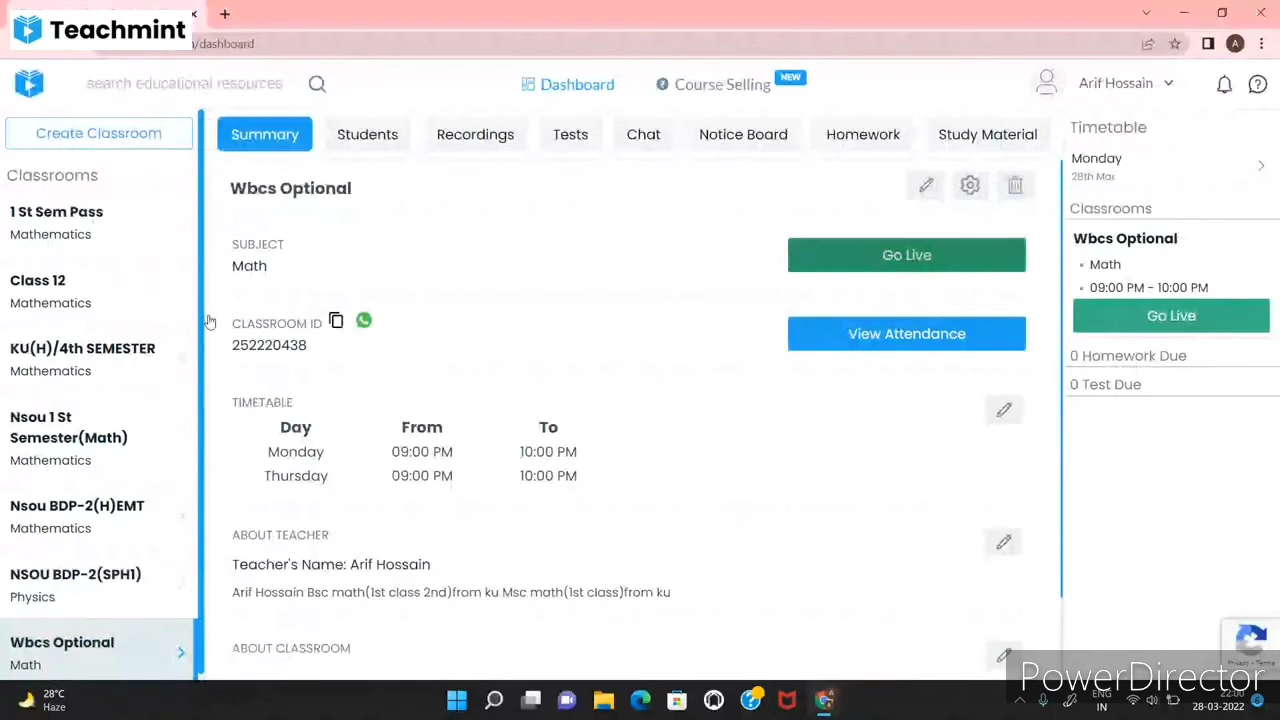 Teachmint
/dashboard
search educational resources
Dashboard
Course Selling
NEW
Arif Hossain
Create Classroom
Classrooms
1 St Sem Pass
Mathematics
Class 12
Mathematics
KU(H)/4th SEMESTER
Mathematics
Nsou 1 St
Semester(Math)
Mathematics
Nsou BDP-2(H)EMT
Mathematics
NSOU BDP-2(SPH1)
Physics
Wbcs Optional
Math
Summary
Students
Recordings
Tests
Chat
Notice Board
Homework
Study Material
Wbcs Optional
SUBJECT
Math
Go Live
CLASSROOM ID
252220438
View Attendance
TIMETABLE
Day From To
Monday 09:00 PM 10:00 PM
Thursday 09:00 PM 10:00 PM
ABOUT TEACHER
Teacher's Name: Arif Hossain
Arif Hossain Bsc math(1st class 2nd)from ku Msc math(1st class)from ku
ABOUT CLASSROOM
Timetable
Monday
28th Mar
Classrooms
Wbcs Optional
Math
09:00 PM - 10:00 PM
Go Live
0 Homework Due
0 Test Due
Privacy - Terms
PowerDirector
28°C
Haze
ENG
IN
22:00
28-03-2022